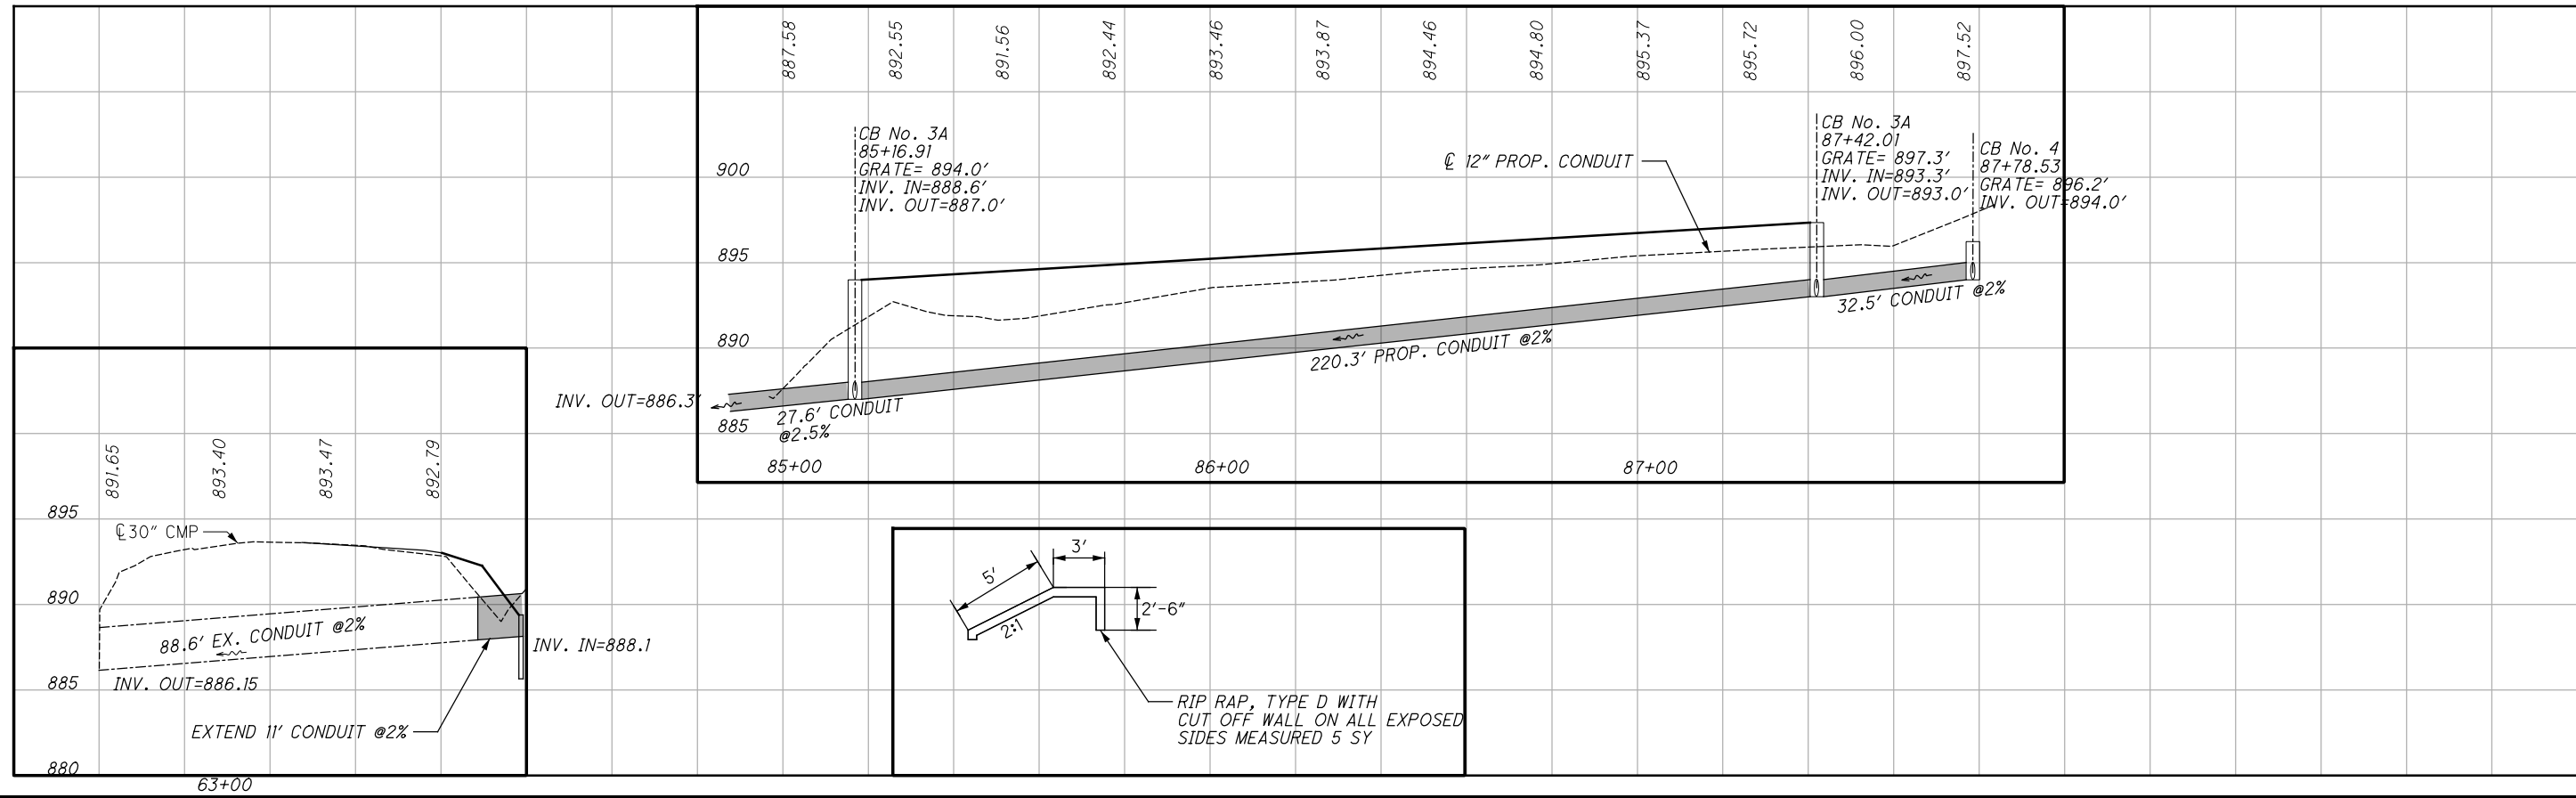 887.58
892.55
891.56
892.44
893.46
893.87
894.46
894.80
895.37
895.72
896.00
897.52
CB No. 3A
85+16.91
GRATE= 894.0'
INV. IN=888.6'
INV. OUT=887.0'
℄ 12" PROP. CONDUIT
CB No. 3A
87+42.01
GRATE= 897.3'
INV. IN=893.3'
INV. OUT=893.0'
CB No. 4
87+78.53
GRATE= 896.2'
INV. OUT=894.0'
900
895
890
885
32.5' CONDUIT @2%
220.3' PROP. CONDUIT @2%
INV. OUT=886.3'
27.6' CONDUIT
@2.5%
85+00
86+00
87+00
891.65
893.40
893.47
892.79
895
890
885
880
℄30" CMP
88.6' EX. CONDUIT @2%
INV. IN=888.1
INV. OUT=886.15
EXTEND 11' CONDUIT @2%
63+00
3'
5'
2'-6"
2:1
RIP RAP, TYPE D WITH
CUT OFF WALL ON ALL EXPOSED
SIDES MEASURED 5 SY